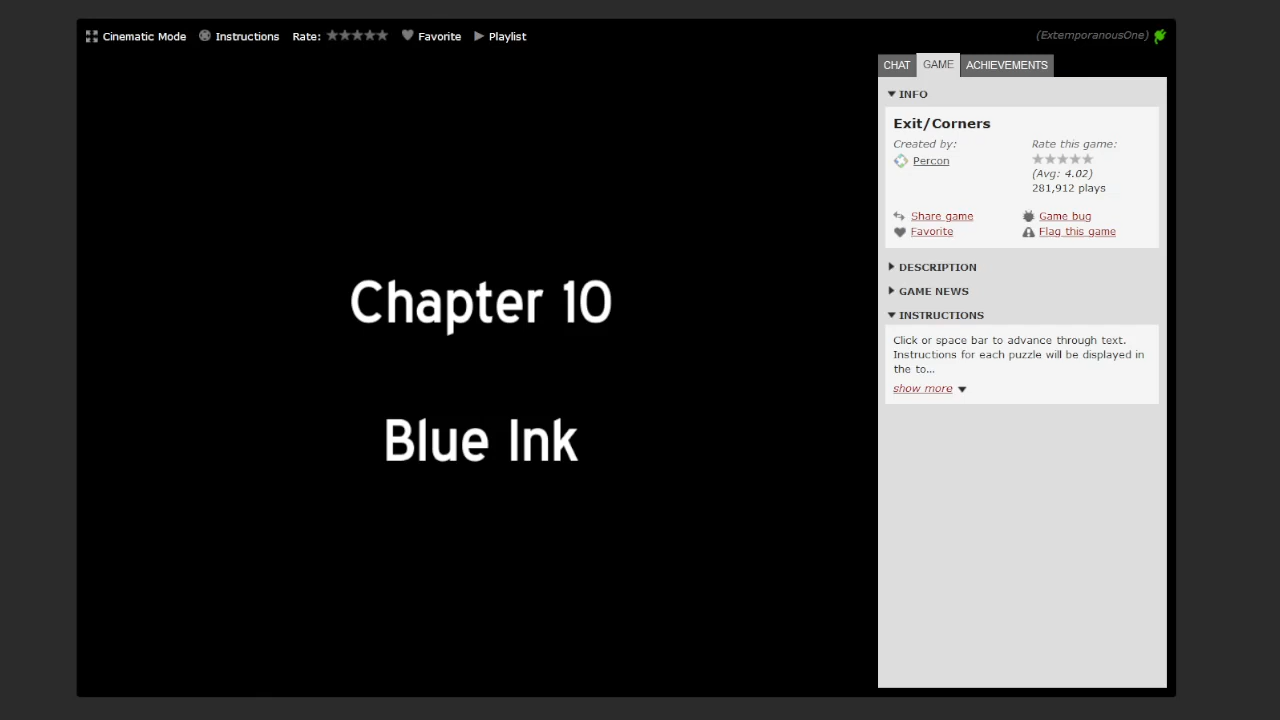 Cinematic Mode Instructions Rate: Favorite Playlist (ExtemporanousOne)
CHAT GAME ACHIEVEMENTS
INFO
Exit/Corners
Created by: Rate this game:
Percon
(Avg: 4.02)
281,912 plays
Share game Game bug
Favorite Flag this game
DESCRIPTION
GAME NEWS
INSTRUCTIONS
Click or space bar to advance through text.
Instructions for each puzzle will be displayed in
the to...
show more
Chapter 10
Blue Ink